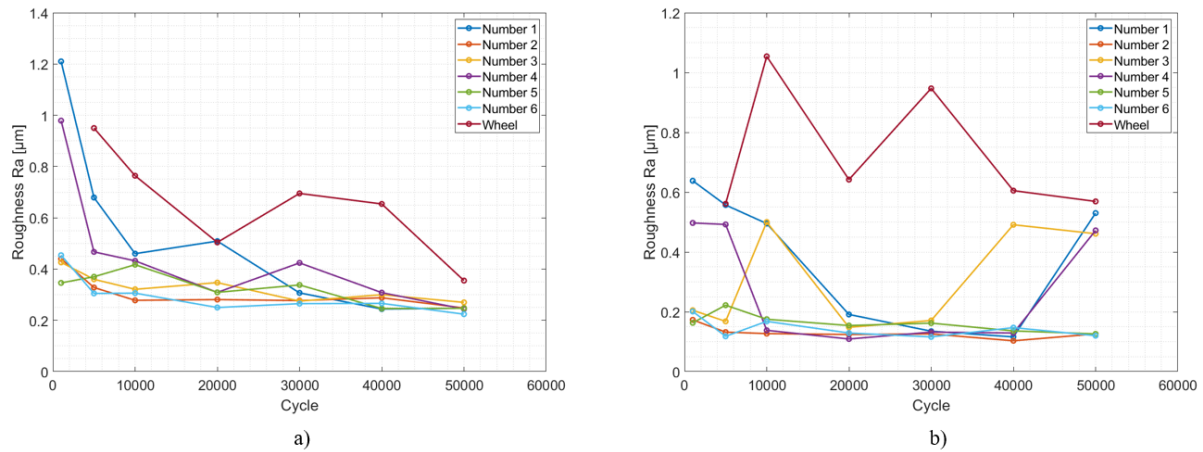 1.4
1.2
1
0.8
0.6
0.4
0.2
0
Roughness Ra [µm]
0 10000 20000 30000 40000 50000 60000
Cycle
Number 1
Number 2
Number 3
Number 4
Number 5
Number 6
Wheel
a)
1.2
1
0.8
0.6
0.4
0.2
0
Roughness Ra [µm]
0 10000 20000 30000 40000 50000 60000
Cycle
Number 1
Number 2
Number 3
Number 4
Number 5
Number 6
Wheel
b)